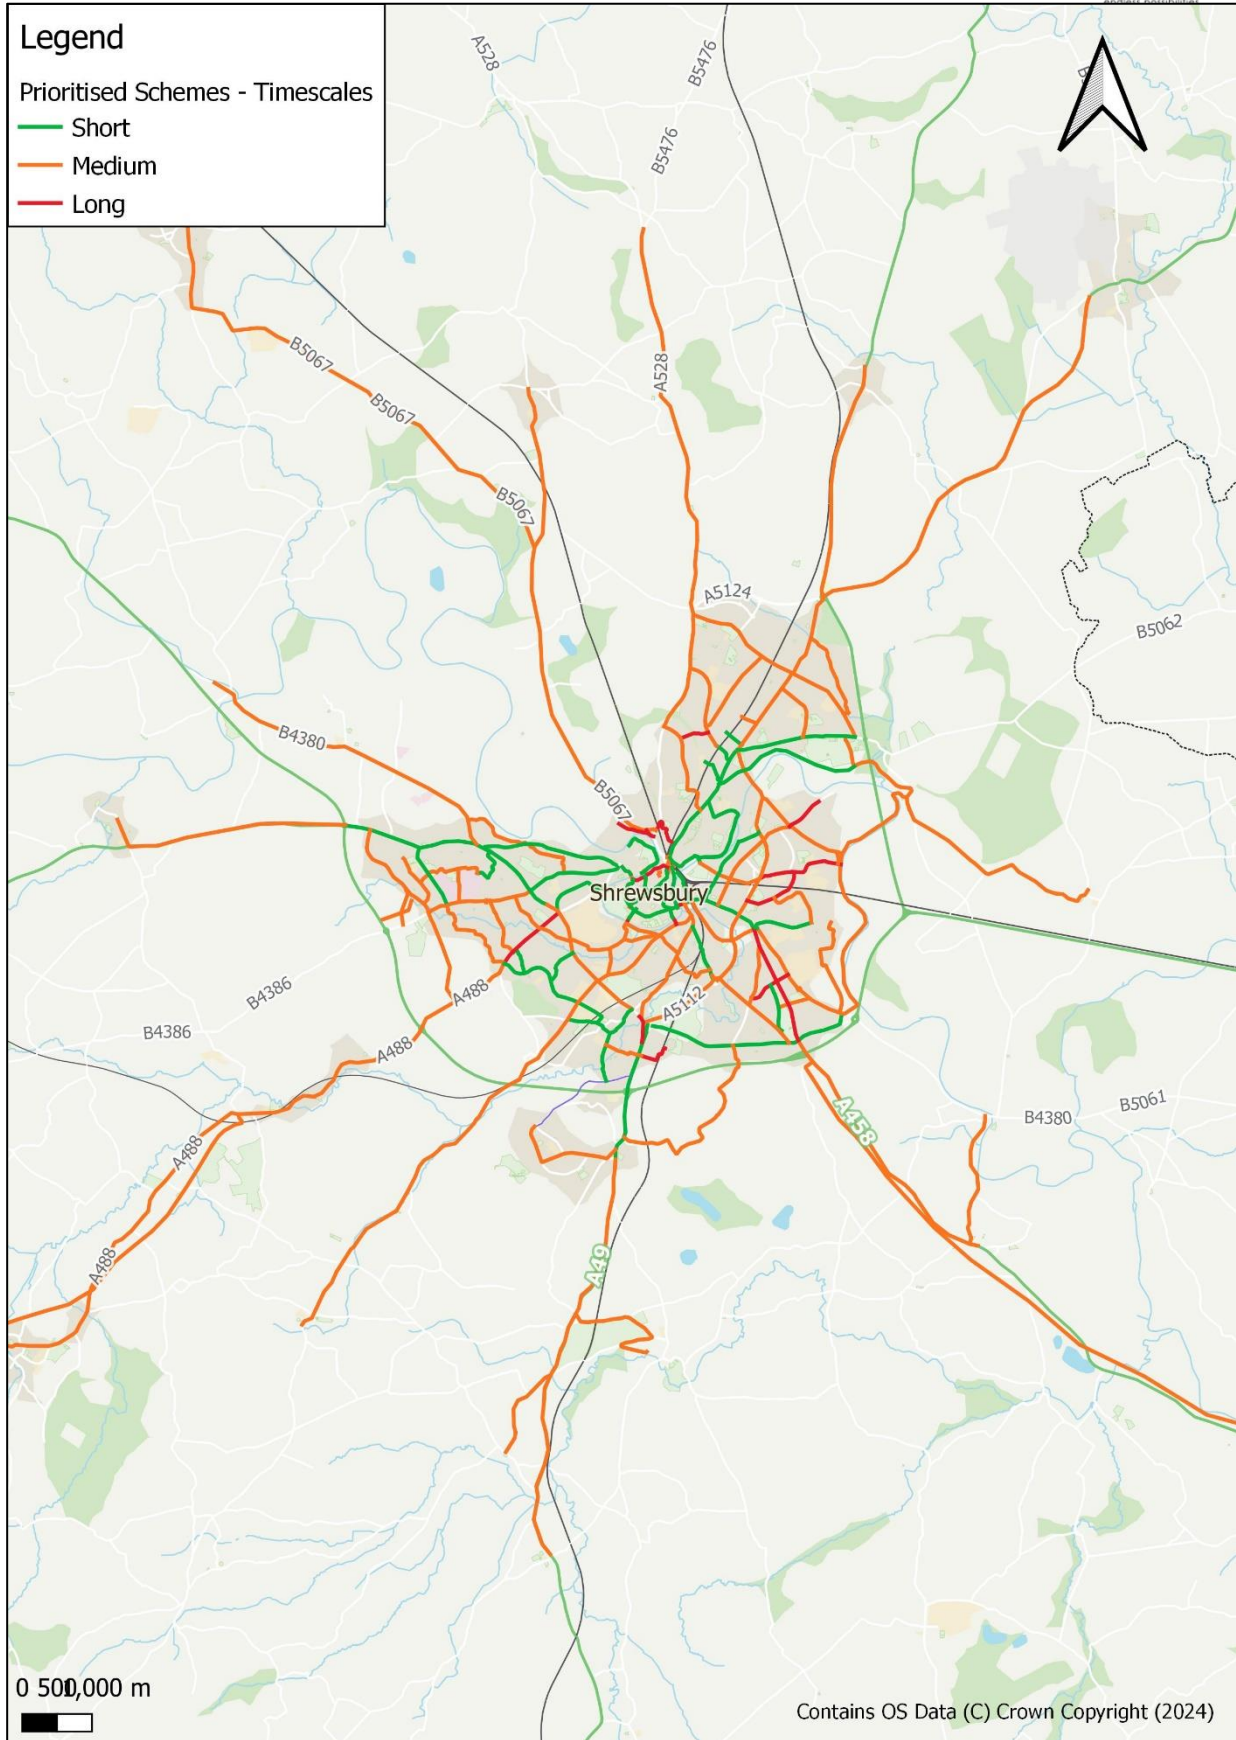 Legend
Prioritised Schemes - Timescales
Short
Medium
Long
A528
B5476
B5476
B5067
B5067
A528
B5067
A5124
B5062
B4380
B5067
Shrewsbury
B4386
A488
A5112
B4386
A488
A458
B4380
B5061
A488
A488
A49
0 500 1,000 m
Contains OS Data (C) Crown Copyright (2024)